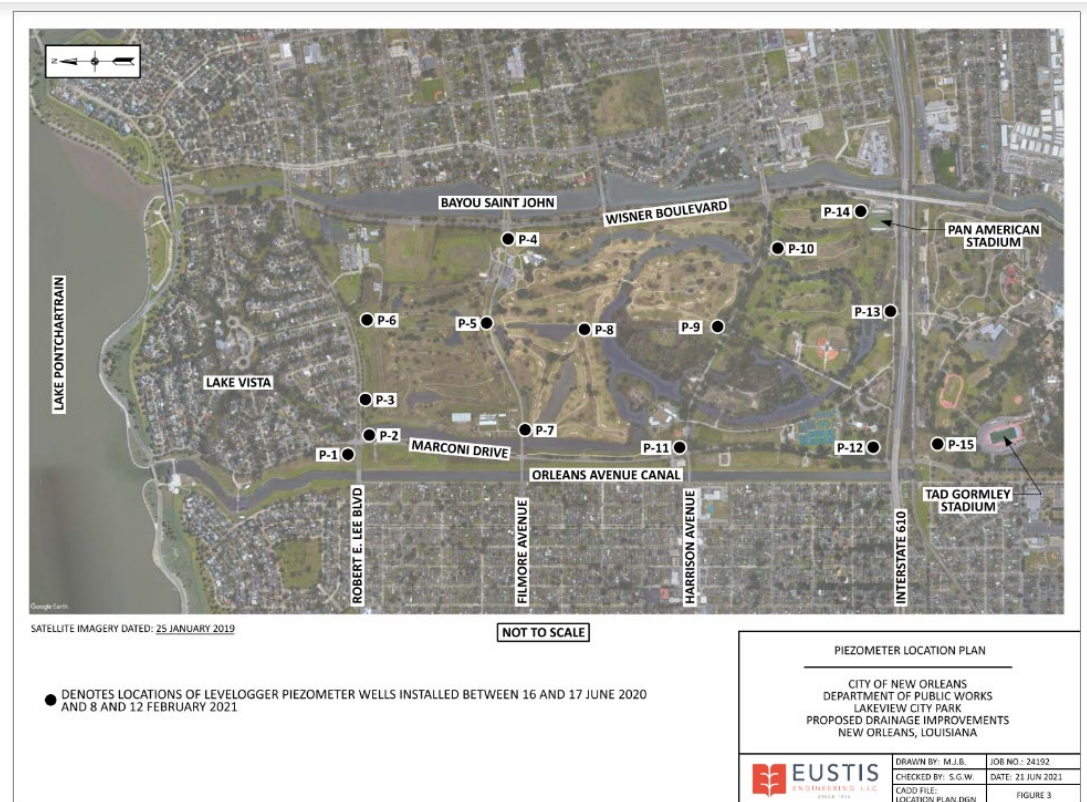 N
BAYOU SAINT JOHN
WISNER BOULEVARD
P-14
PAN AMERICAN
STADIUM
P-4
P-10
LAKE PONTCHARTRAIN
P-6
P-5
P-8
P-9
P-13
LAKE VISTA
P-3
P-2
MARCONI DRIVE
P-7
P-1
P-11
P-12
P-15
ORLEANS AVENUE CANAL
TAD GORMLEY
STADIUM
ROBERT E. LEE BLVD
FILMORE AVENUE
HARRISON AVENUE
INTERSTATE 610
Google Earth
SATELLITE IMAGERY DATED: 25 JANUARY 2019
NOT TO SCALE
DENOTES LOCATIONS OF LEVELOGGER PIEZOMETER WELLS INSTALLED BETWEEN 16 AND 17 JUNE 2020
AND 8 AND 12 FEBRUARY 2021
PIEZOMETER LOCATION PLAN
CITY OF NEW ORLEANS
DEPARTMENT OF PUBLIC WORKS
LAKEVIEW CITY PARK
PROPOSED DRAINAGE IMPROVEMENTS
NEW ORLEANS, LOUISIANA
EUSTIS
ENGINEERING LLC
SINCE 1946
DRAWN BY: M.J.B.
JOB NO.: 24192
CHECKED BY: S.G.W.
DATE: 21 JUN 2021
CADD FILE:
LOCATION PLAN.DGN
FIGURE 3